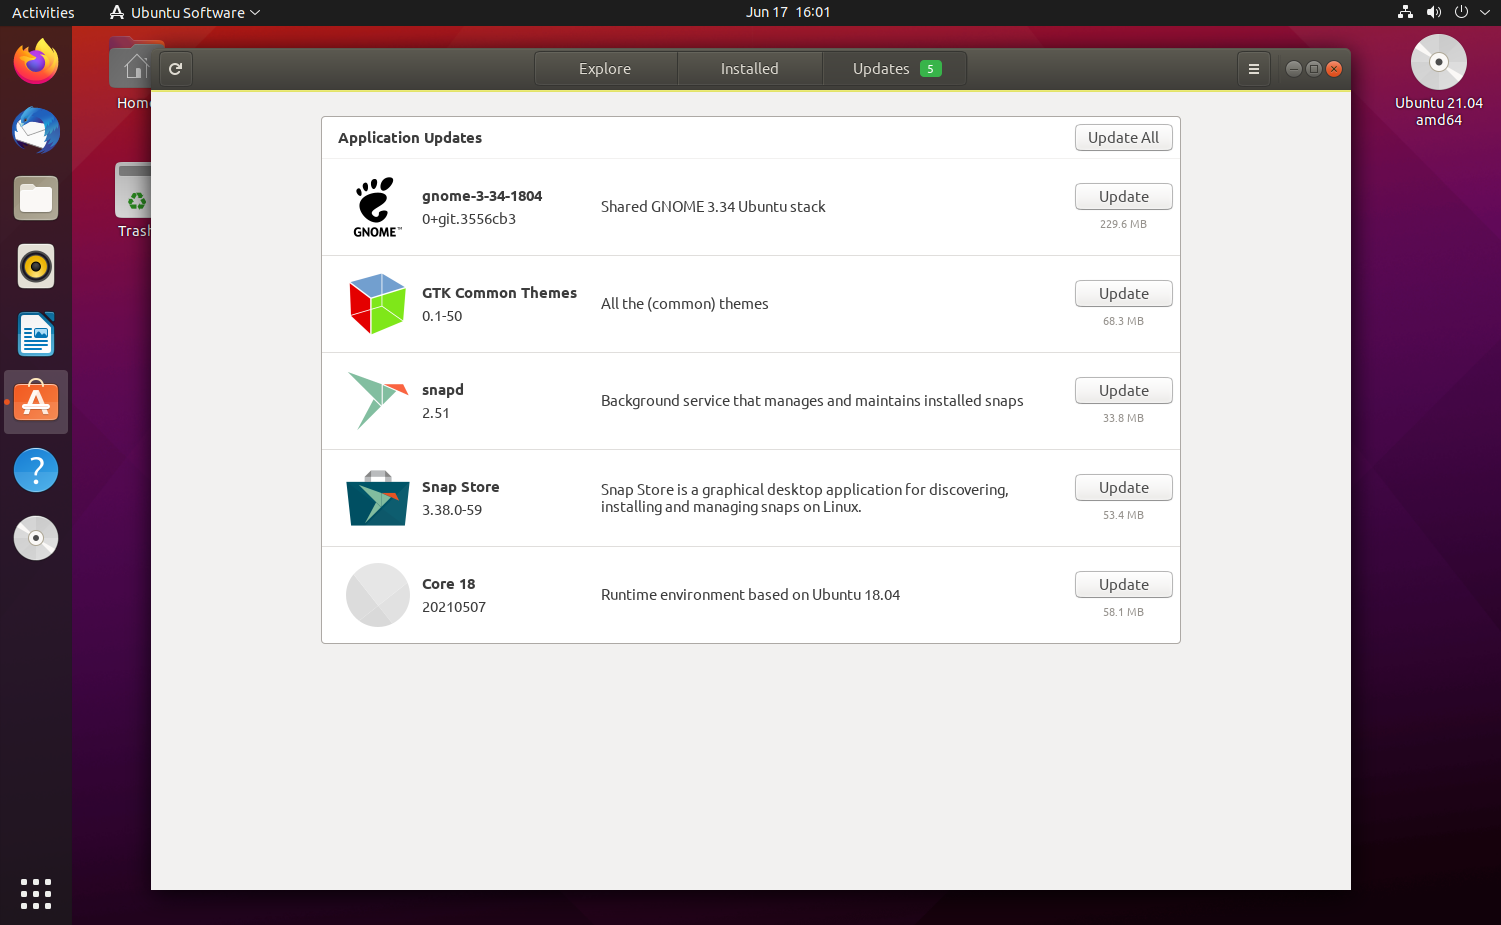 Activities
Ubuntu Software
Jun 17 16:01
Explore
Installed
Updates 5
Home
Trash
Ubuntu 21.04
amd64
Application Updates
Update All
gnome-3-34-1804
0+git.3556cb3
GNOME™
Shared GNOME 3.34 Ubuntu stack
Update
229.6 MB
GTK Common Themes
0.1-50
All the (common) themes
Update
68.3 MB
snapd
2.51
Background service that manages and maintains installed snaps
Update
33.8 MB
Snap Store
3.38.0-59
Snap Store is a graphical desktop application for discovering,
installing and managing snaps on Linux.
Update
53.4 MB
Core 18
20210507
Runtime environment based on Ubuntu 18.04
Update
58.1 MB